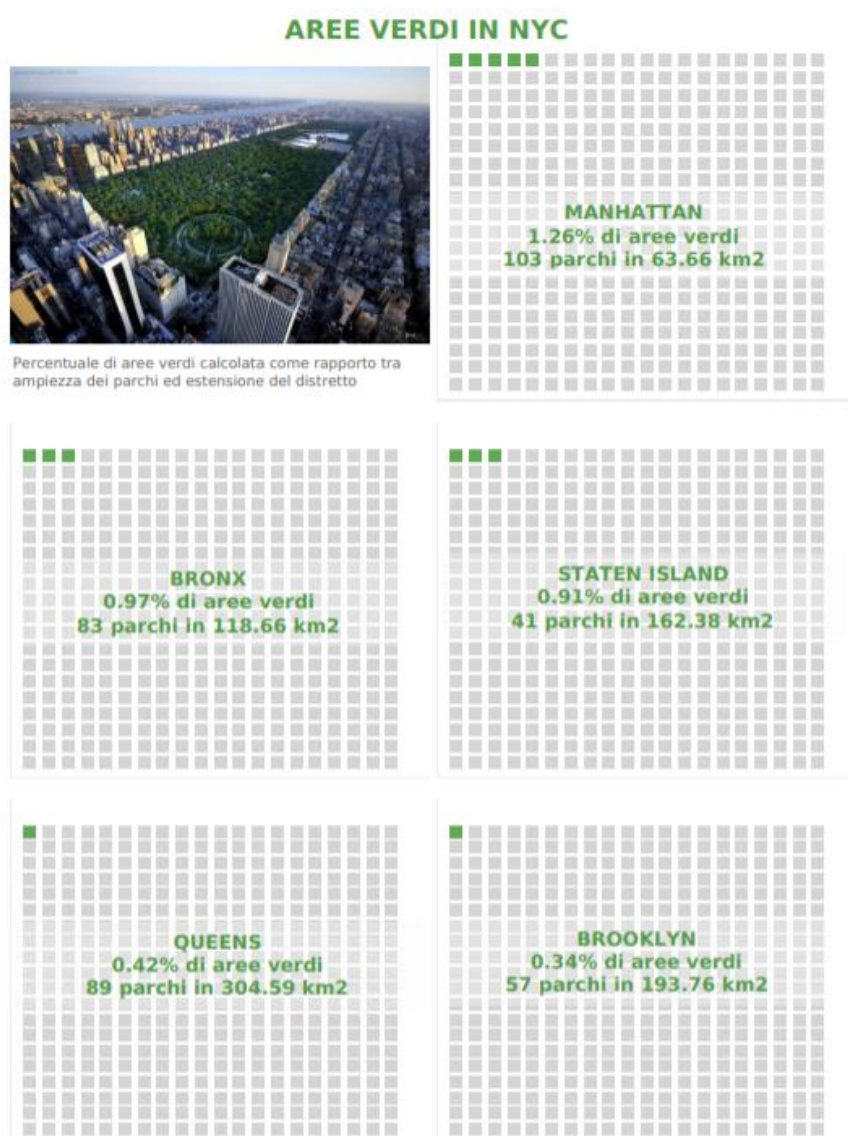 AREE VERDI IN NYC
MANHATTAN
1.26% di aree verdi
103 parchi in 63.66 km2
Percentuale di aree verdi calcolata come rapporto tra
ampiezza dei parchi ed estensione del distretto
BRONX
0.97% di aree verdi
83 parchi in 118.66 km2
STATEN ISLAND
0.91% di aree verdi
41 parchi in 162.38 km2
QUEENS
0.42% di aree verdi
89 parchi in 304.59 km2
BROOKLYN
0.34% di aree verdi
57 parchi in 193.76 km2